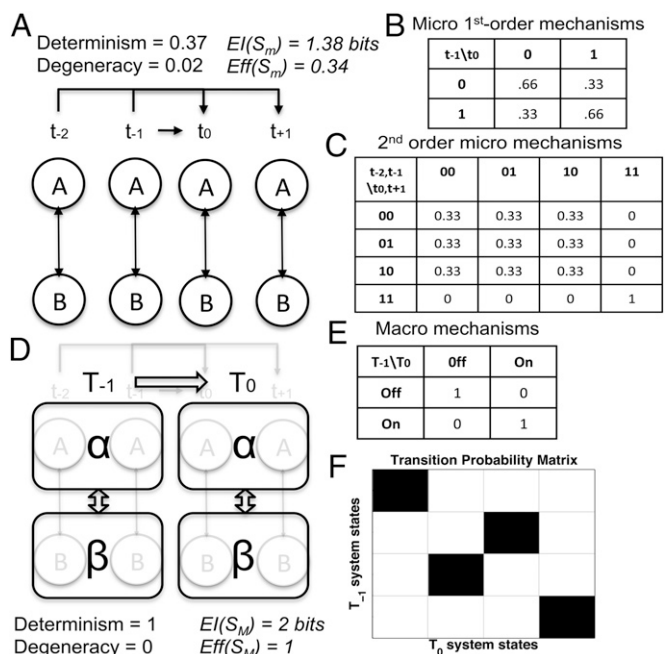 A
Determinism = 0.37 EI(Sm) = 1.38 bits
Degeneracy = 0.02 Eff(Sm) = 0.34
t-2 t-1 t0 t+1
A A A A
B B B B
B Micro 1st-order mechanisms
t-1\t0 0 1
0 .66 .33
1 .33 .66
C 2nd order micro mechanisms
t-2,t-1 \t0,t+1 00 01 10 11
00 0.33 0.33 0.33 0
01 0.33 0.33 0.33 0
10 0.33 0.33 0.33 0
11 0 0 0 1
D
t-2 t-1 t0 t+1
T-1 T0
A α A A α A
B β B B β B
Determinism = 1 EI(SM) = 2 bits
Degeneracy = 0 Eff(SM) = 1
E Macro mechanisms
T-1\T0 0ff On
Off 1 0
On 0 1
F Transition Probability Matrix
T-1 system states
T0 system states